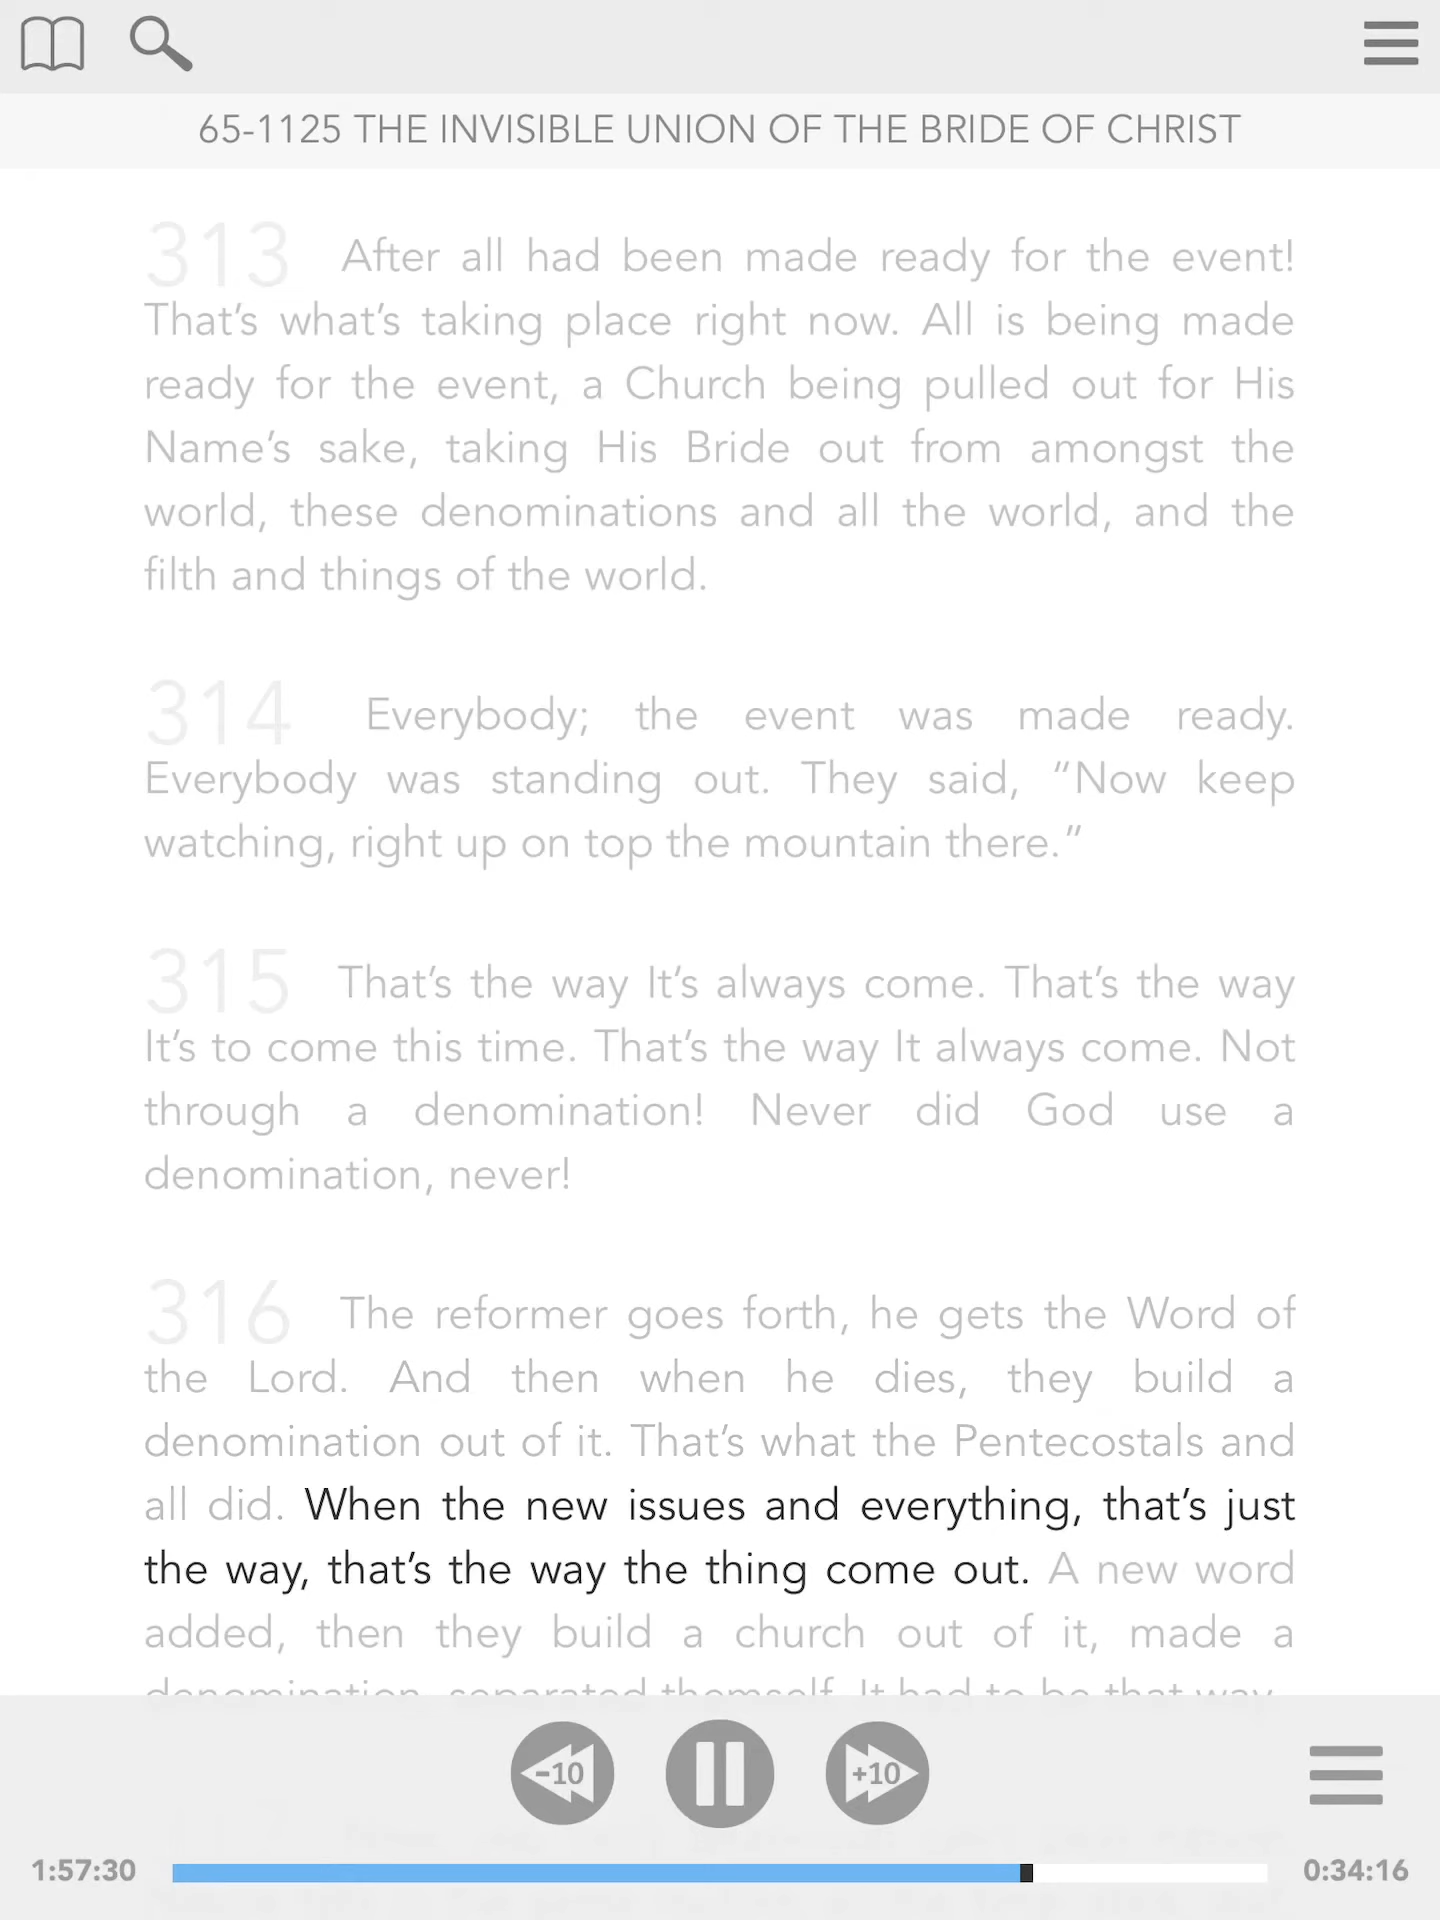 65-1125 THE INVISIBLE UNION OF THE BRIDE OF CHRIST
313 After all had been made ready for the event!
That’s what’s taking place right now. All is being made
ready for the event, a Church being pulled out for His
Name’s sake, taking His Bride out from amongst the
world, these denominations and all the world, and the
filth and things of the world.
314 Everybody; the event was made ready.
Everybody was standing out. They said, “Now keep
watching, right up on top the mountain there.”
315 That’s the way It’s always come. That’s the way
It’s to come this time. That’s the way It always come. Not
through a denomination! Never did God use a
denomination, never!
316 The reformer goes forth, he gets the Word of
the Lord. And then when he dies, they build a
denomination out of it. That’s what the Pentecostals and
all did. When the new issues and everything, that’s just
the way, that’s the way the thing come out. A new word
added, then they build a church out of it, made a
denomination, separated themself. It had to be that way.
-10 +10
1:57:30 0:34:16